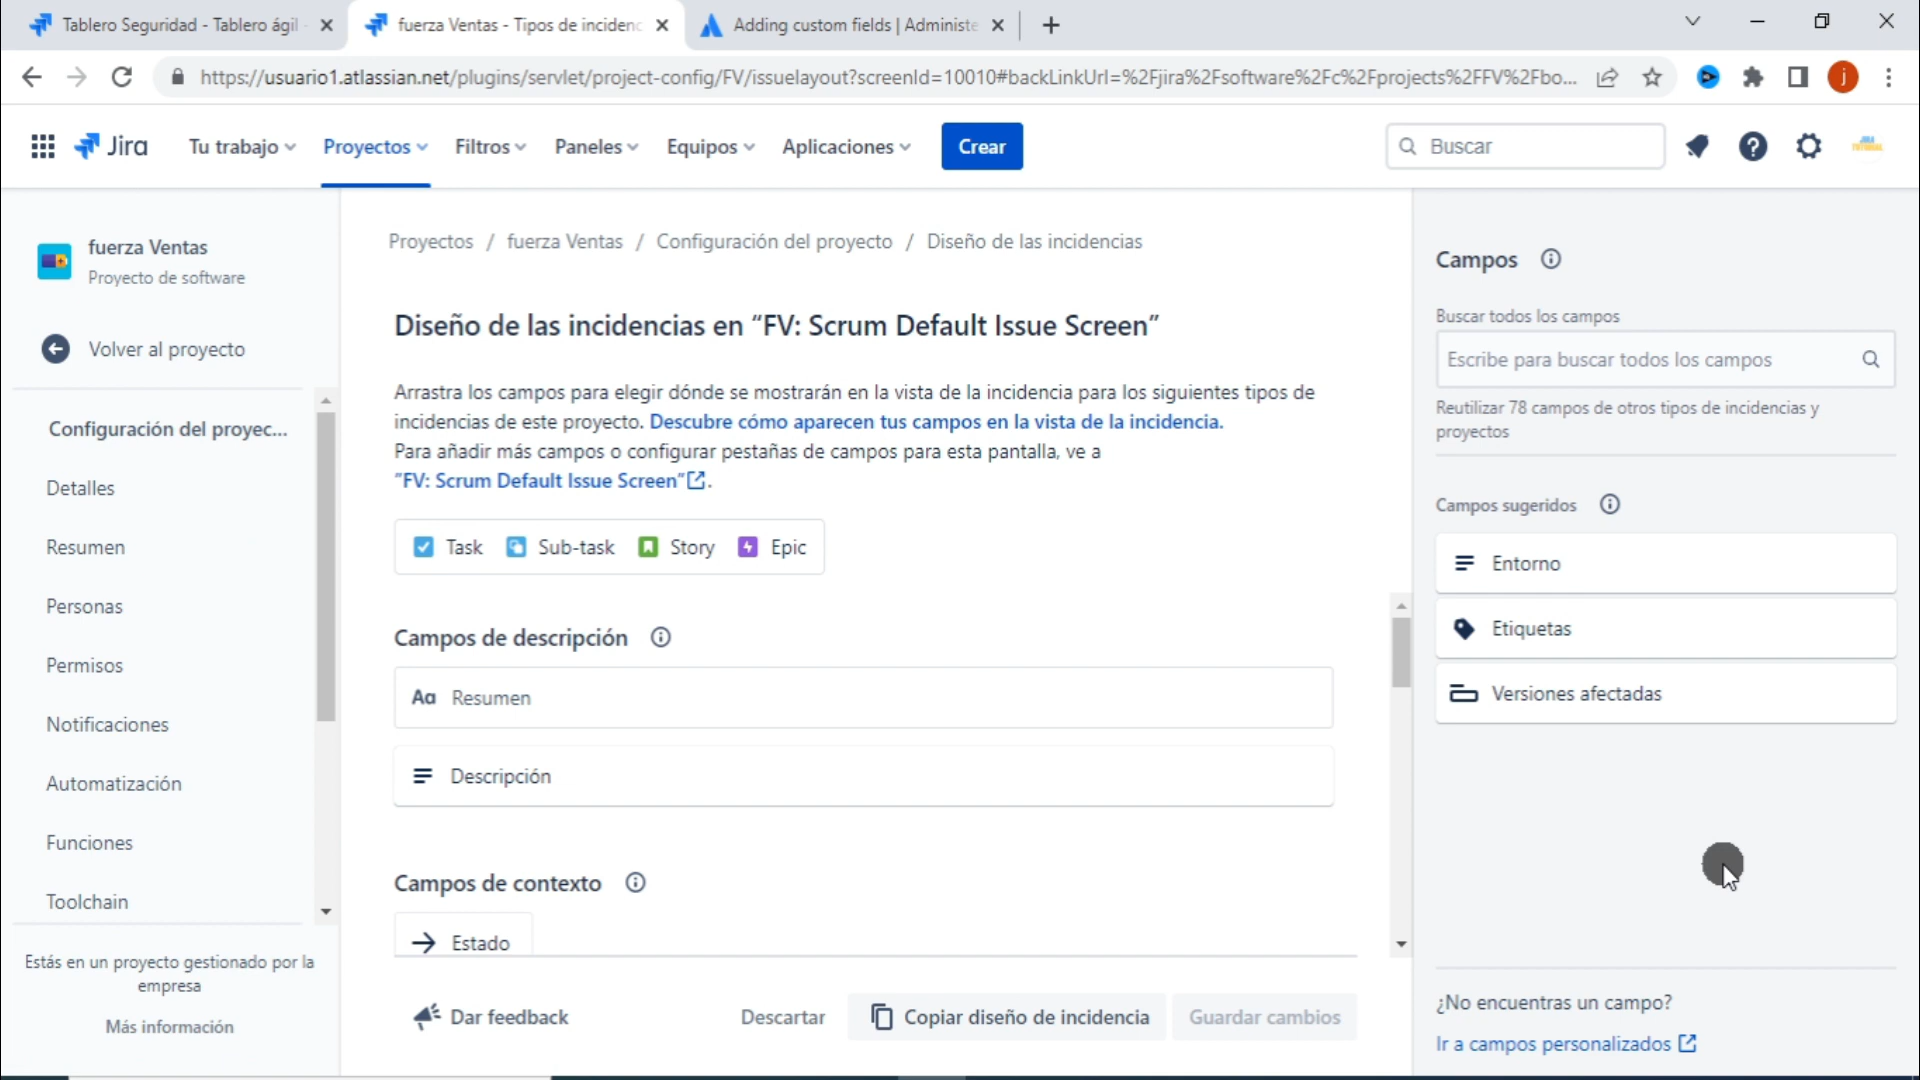 Tablero Seguridad - Tablero ágil -
fuerza Ventas - Tipos de incidenc
Adding custom fields | Administe
https://usuario1.atlassian.net/plugins/servlet/project-config/FV/issuelayout?screenId=10010#backLinkUrl=%2Fjira%2Fsoftware%2Fc%2Fprojects%2FFV%2Fbo...
j
Jira
Tu trabajo
Proyectos
Filtros
Paneles
Equipos
Aplicaciones
Crear
Buscar
fuerza Ventas
Proyecto de software
Volver al proyecto
Configuración del proyec...
Detalles
Resumen
Personas
Permisos
Notificaciones
Automatización
Funciones
Toolchain
Estás en un proyecto gestionado por la
empresa
Más información
Proyectos / fuerza Ventas / Configuración del proyecto / Diseño de las incidencias
Diseño de las incidencias en “FV: Scrum Default Issue Screen”
Arrastra los campos para elegir dónde se mostrarán en la vista de la incidencia para los siguientes tipos de
incidencias de este proyecto. Descubre cómo aparecen tus campos en la vista de la incidencia.
Para añadir más campos o configurar pestañas de campos para esta pantalla, ve a
“FV: Scrum Default Issue Screen”.
Task Sub-task Story Epic
Campos de descripción
Aa Resumen
Descripción
Campos de contexto
Estado
Dar feedback
Descartar
Copiar diseño de incidencia
Guardar cambios
Campos
Buscar todos los campos
Escribe para buscar todos los campos
Reutilizar 78 campos de otros tipos de incidencias y
proyectos
Campos sugeridos
Entorno
Etiquetas
Versiones afectadas
¿No encuentras un campo?
Ir a campos personalizados